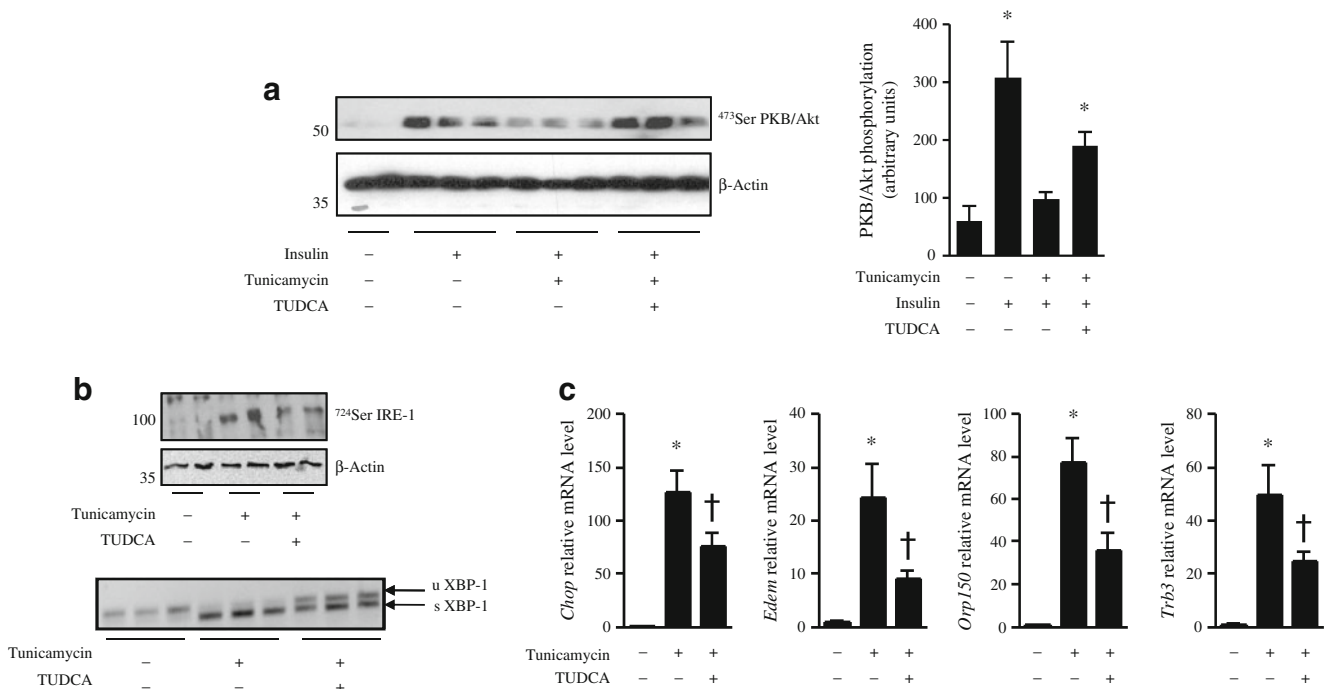 a
50
35
⁴⁷³Ser PKB/Akt
β-Actin
Insulin – + + +
Tunicamycin – – + +
TUDCA – – – +
PKB/Akt phosphorylation
(arbitrary units)
400
300
200
100
0
* *
Tunicamycin – – + +
Insulin – + + +
TUDCA – – – +
b
100
35
⁷²⁴Ser IRE-1
β-Actin
Tunicamycin – + +
TUDCA – – +
u XBP-1
s XBP-1
Tunicamycin – + +
TUDCA – – +
c
Chop relative mRNA level
200
150
100
50
0
* †
Edem relative mRNA level
40
30
20
10
0
* †
Orp150 relative mRNA level
100
80
60
40
20
0
* †
Trb3 relative mRNA level
80
60
40
20
0
* †
Tunicamycin – + + – + + – + + – + +
TUDCA – – + – – + – – + – – +